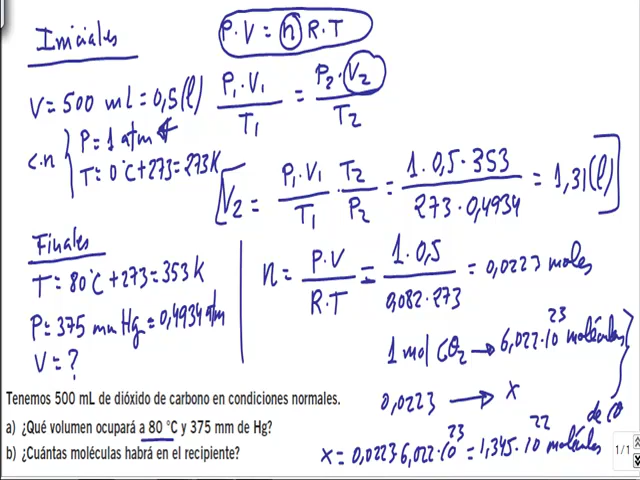 Iniciales
P·V = n R·T
V = 500 mL = 0,5 (l)
P₁·V₁ / T₁ = P₂·V₂ / T₂
c.n
P = 1 atm
T = 0°C + 273 = 273 K
V₂ = P₁·V₁ / T₁ · T₂ / P₂ = 1·0,5·353 / 273·0,4934 = 1,31 (l)
Finales
T = 80°C + 273 = 353 K
P = 375 mm Hg = 0,4934 atm
V = ?
n = P·V / R·T = 1·0,5 / 0,082·273 = 0,0223 moles
1 mol CO₂ → 6,022·10²³ moléculas
0,0223 → x
de CO
x = 0,0223 6,022·10²³ = 1,345·10²² moléculas
Tenemos 500 mL de dióxido de carbono en condiciones normales.
a) ¿Qué volumen ocupará a 80 °C y 375 mm de Hg?
b) ¿Cuántas moléculas habrá en el recipiente?
1/1